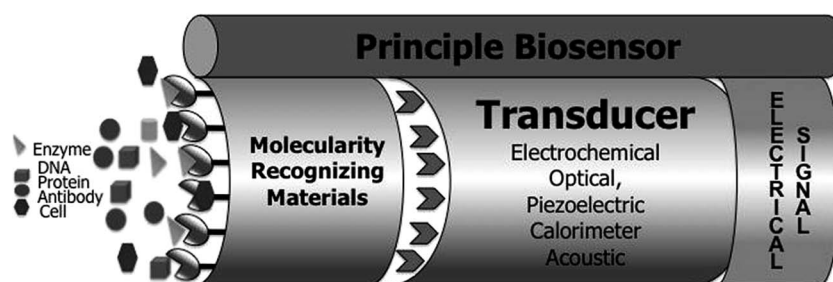 Principle Biosensor
Enzyme
DNA
Protein
Antibody
Cell
Molecularity
Recognizing
Materials
Transducer
Electrochemical
Optical,
Piezoelectric
Calorimeter
Acoustic
ELECTRICAL
SIGNAL